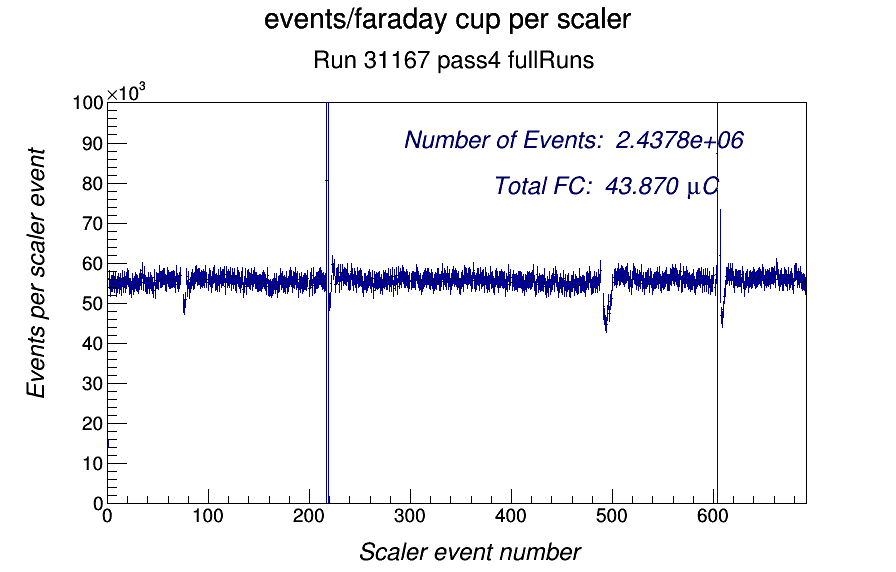 events/faraday cup per scaler
Run 31167 pass4 fullRuns
×10³
100
90
80
70
60
50
40
30
20
10
0
Events per scaler event
Number of Events: 2.4378e+06
Total FC: 43.870 μC
0 100 200 300 400 500 600
Scaler event number